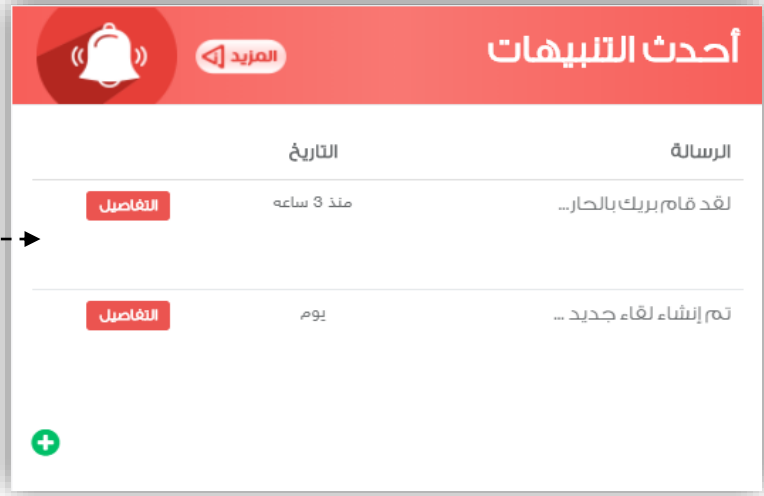 أحدث التنبيهات
المزيد
الرسالة التاريخ
لقد قام بريك بالحار... منذ 3 ساعه التفاصيل
تم إنشاء لقاء جديد ... يوم التفاصيل